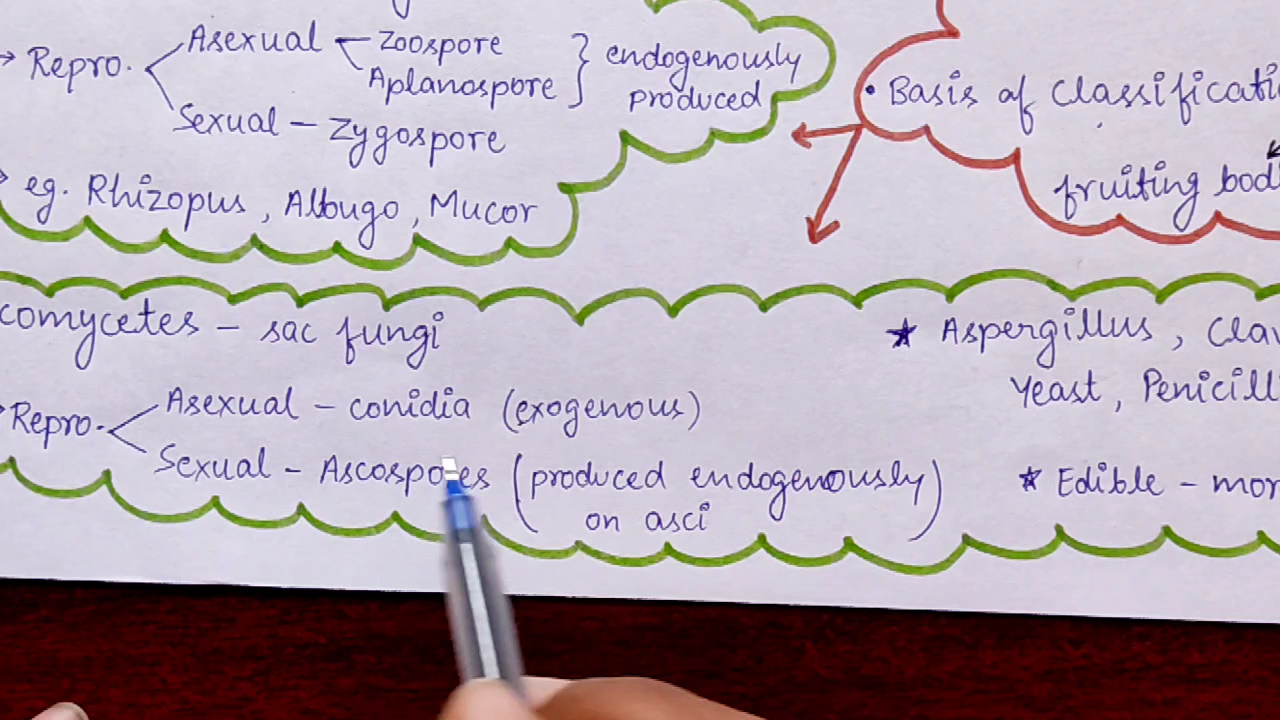 Repro. Asexual – Zoospore
Aplanospore
endogenously
produced
Sexual – Zygospore
eg. Rhizopus, Albugo, Mucor
• Basis of Classificati
fruiting bod
comycetes – sac fungi
Repro. Asexual – conidia (exogenous)
Sexual – Ascospores (produced endogenously
on asci)
★ Aspergillus, Clav
Yeast, Penicill
★ Edible – mor